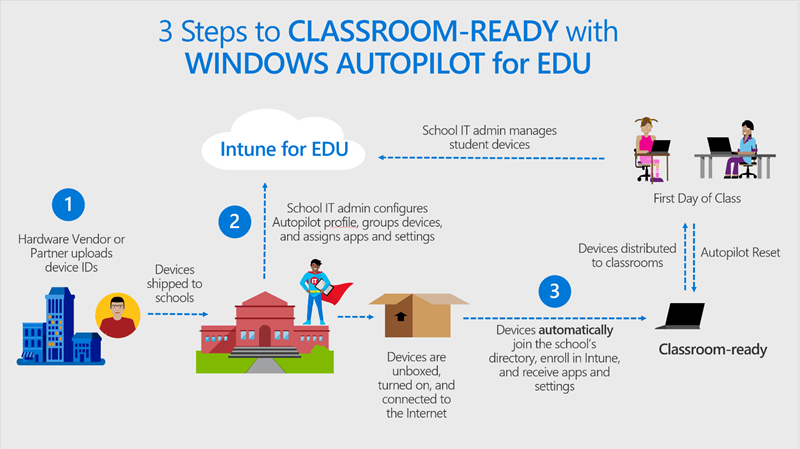 3 Steps to CLASSROOM-READY with
WINDOWS AUTOPILOT for EDU
Intune for EDU
School IT admin manages
student devices
First Day of Class
1
Hardware Vendor or
Partner uploads
device IDs
Devices
shipped to
schools
2
School IT admin configures
Autopilot profile, groups devices,
and assigns apps and settings
IT
Devices are
unboxed,
turned on, and
connected to
the Internet
3
Devices automatically
join the school's
directory, enroll in Intune,
and receive apps and
settings
Devices distributed
to classrooms
Autopilot Reset
Classroom-ready